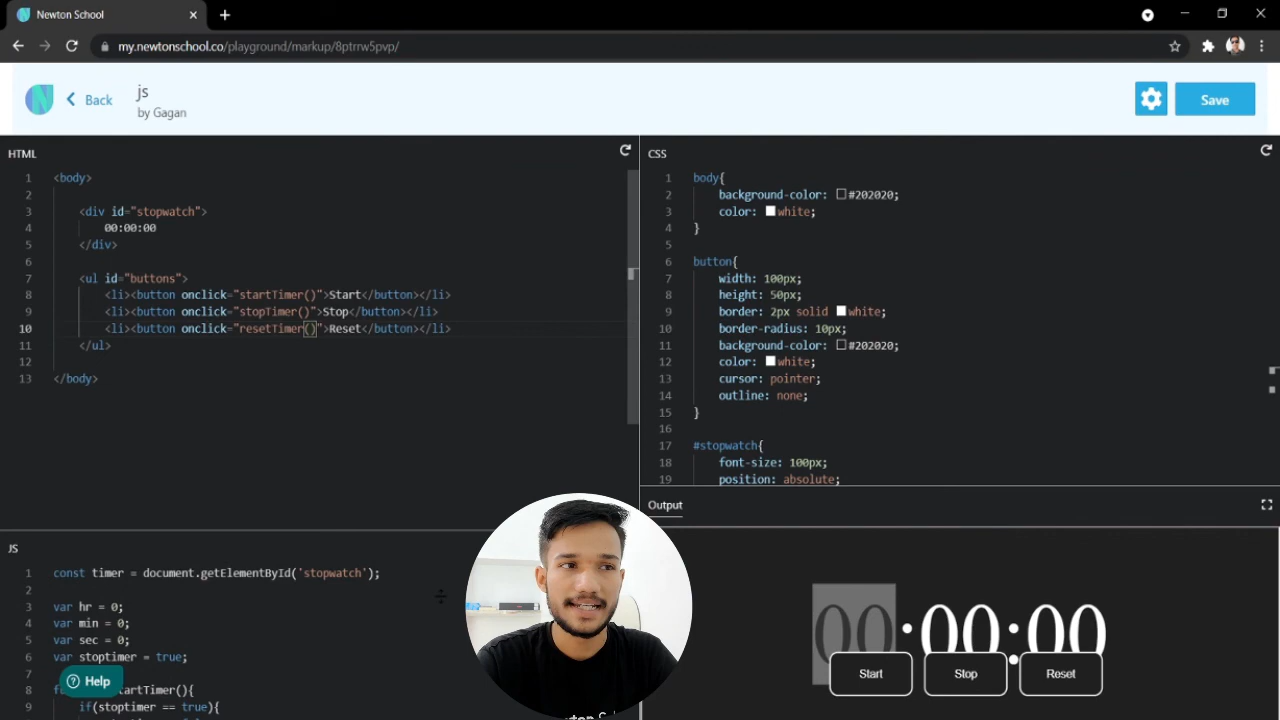 Newton School
my.newtonschool.co/playground/markup/8ptrrw5pvp/
Back
js
by Gagan
Save
HTML
1 <body>
2
3 <div id="stopwatch">
4 00:00:00
5 </div>
6
7 <ul id="buttons">
8 <li><button onclick="startTimer()">Start</button></li>
9 <li><button onclick="stopTimer()">Stop</button></li>
10 <li><button onclick="resetTimer()">Reset</button></li>
11 </ul>
12
13 </body>
CSS
1 body{
2 background-color: #202020;
3 color: white;
4 }
5
6 button{
7 width: 100px;
8 height: 50px;
9 border: 2px solid white;
10 border-radius: 10px;
11 background-color: #202020;
12 color: white;
13 cursor: pointer;
14 outline: none;
15 }
16
17 #stopwatch{
18 font-size: 100px;
19 position: absolute;
JS
1 const timer = document.getElementById('stopwatch');
2
3 var hr = 0;
4 var min = 0;
5 var sec = 0;
6 var stoptimer = true;
7
8 tartTimer(){
9 if(stoptimer == true){
Help
Output
00:00:00
Start
Stop
Reset